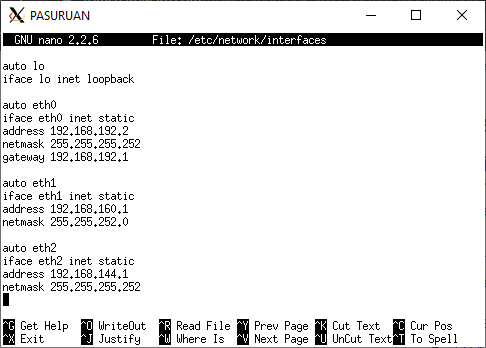 PASURUAN
GNU nano 2.2.6 File: /etc/network/interfaces
auto lo
iface lo inet loopback
auto eth0
iface eth0 inet static
address 192.168.192.2
netmask 255.255.255.252
gateway 192.168.192.1
auto eth1
iface eth1 inet static
address 192.168.160.1
netmask 255.255.252.0
auto eth2
iface eth2 inet static
address 192.168.144.1
netmask 255.255.255.252
^G Get Help ^O WriteOut ^R Read File ^Y Prev Page ^K Cut Text ^C Cur Pos
^X Exit ^J Justify ^W Where Is ^V Next Page ^U UnCut Text ^T To Spell